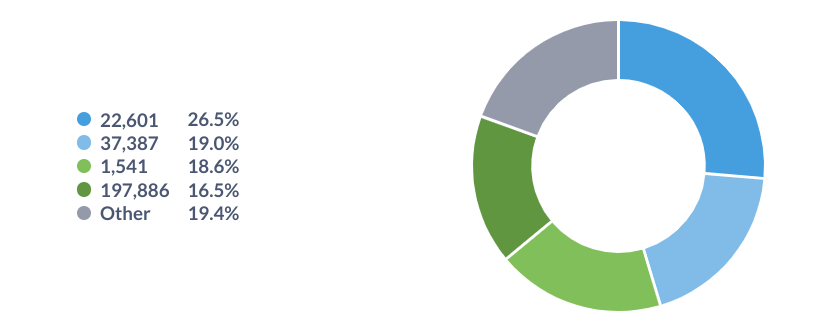 22,601 26.5%
37,387 19.0%
1,541 18.6%
197,886 16.5%
Other 19.4%